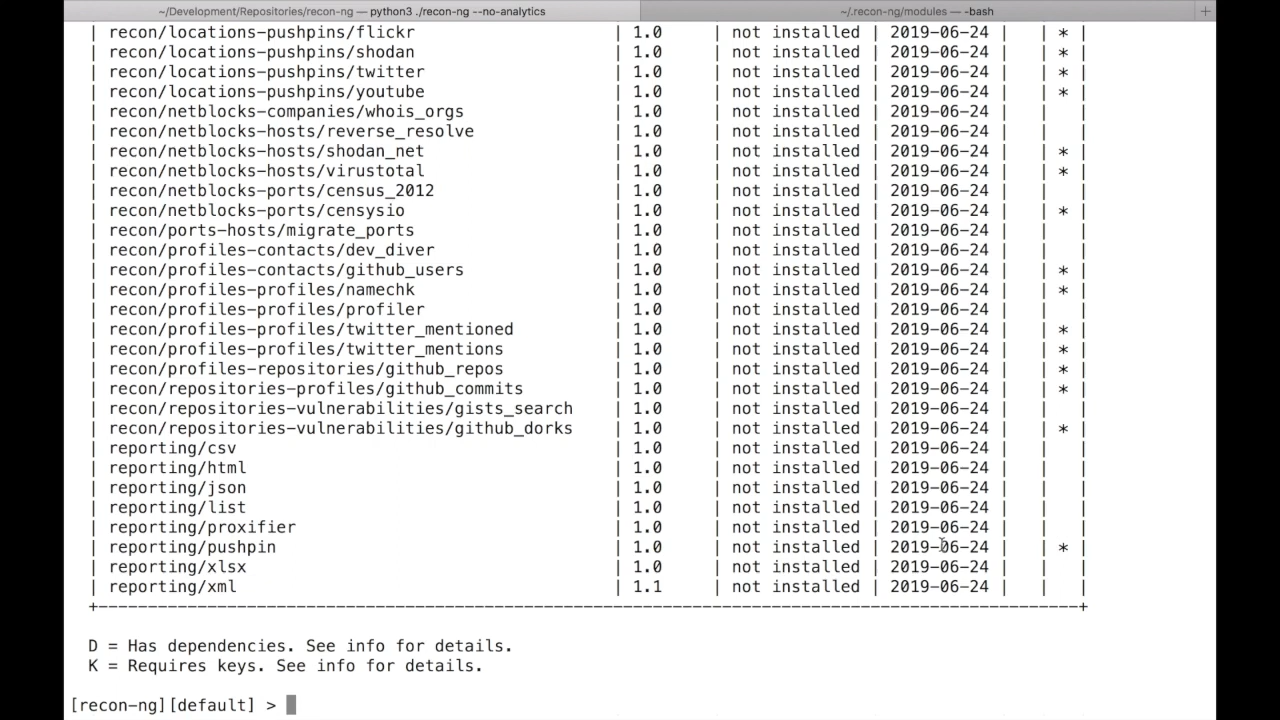 ~/Development/Repositories/recon-ng — python3 ./recon-ng --no-analytics ~/.recon-ng/modules — -bash +
| recon/locations-pushpins/flickr | 1.0 | not installed | 2019-06-24 | | * |
| recon/locations-pushpins/shodan | 1.0 | not installed | 2019-06-24 | | * |
| recon/locations-pushpins/twitter | 1.0 | not installed | 2019-06-24 | | * |
| recon/locations-pushpins/youtube | 1.0 | not installed | 2019-06-24 | | * |
| recon/netblocks-companies/whois_orgs | 1.0 | not installed | 2019-06-24 | | |
| recon/netblocks-hosts/reverse_resolve | 1.0 | not installed | 2019-06-24 | | |
| recon/netblocks-hosts/shodan_net | 1.0 | not installed | 2019-06-24 | | * |
| recon/netblocks-hosts/virustotal | 1.0 | not installed | 2019-06-24 | | * |
| recon/netblocks-ports/census_2012 | 1.0 | not installed | 2019-06-24 | | |
| recon/netblocks-ports/censysio | 1.0 | not installed | 2019-06-24 | | * |
| recon/ports-hosts/migrate_ports | 1.0 | not installed | 2019-06-24 | | |
| recon/profiles-contacts/dev_diver | 1.0 | not installed | 2019-06-24 | | |
| recon/profiles-contacts/github_users | 1.0 | not installed | 2019-06-24 | | * |
| recon/profiles-profiles/namechk | 1.0 | not installed | 2019-06-24 | | * |
| recon/profiles-profiles/profiler | 1.0 | not installed | 2019-06-24 | | |
| recon/profiles-profiles/twitter_mentioned | 1.0 | not installed | 2019-06-24 | | * |
| recon/profiles-profiles/twitter_mentions | 1.0 | not installed | 2019-06-24 | | * |
| recon/profiles-repositories/github_repos | 1.0 | not installed | 2019-06-24 | | * |
| recon/repositories-profiles/github_commits | 1.0 | not installed | 2019-06-24 | | * |
| recon/repositories-vulnerabilities/gists_search | 1.0 | not installed | 2019-06-24 | | |
| recon/repositories-vulnerabilities/github_dorks | 1.0 | not installed | 2019-06-24 | | * |
| reporting/csv | 1.0 | not installed | 2019-06-24 | | |
| reporting/html | 1.0 | not installed | 2019-06-24 | | |
| reporting/json | 1.0 | not installed | 2019-06-24 | | |
| reporting/list | 1.0 | not installed | 2019-06-24 | | |
| reporting/proxifier | 1.0 | not installed | 2019-06-24 | | |
| reporting/pushpin | 1.0 | not installed | 2019-06-24 | | * |
| reporting/xlsx | 1.0 | not installed | 2019-06-24 | | |
| reporting/xml | 1.1 | not installed | 2019-06-24 | | |
+---------------------------------------------------------------------------------------------------+
D = Has dependencies. See info for details.
K = Requires keys. See info for details.
[recon-ng][default] >